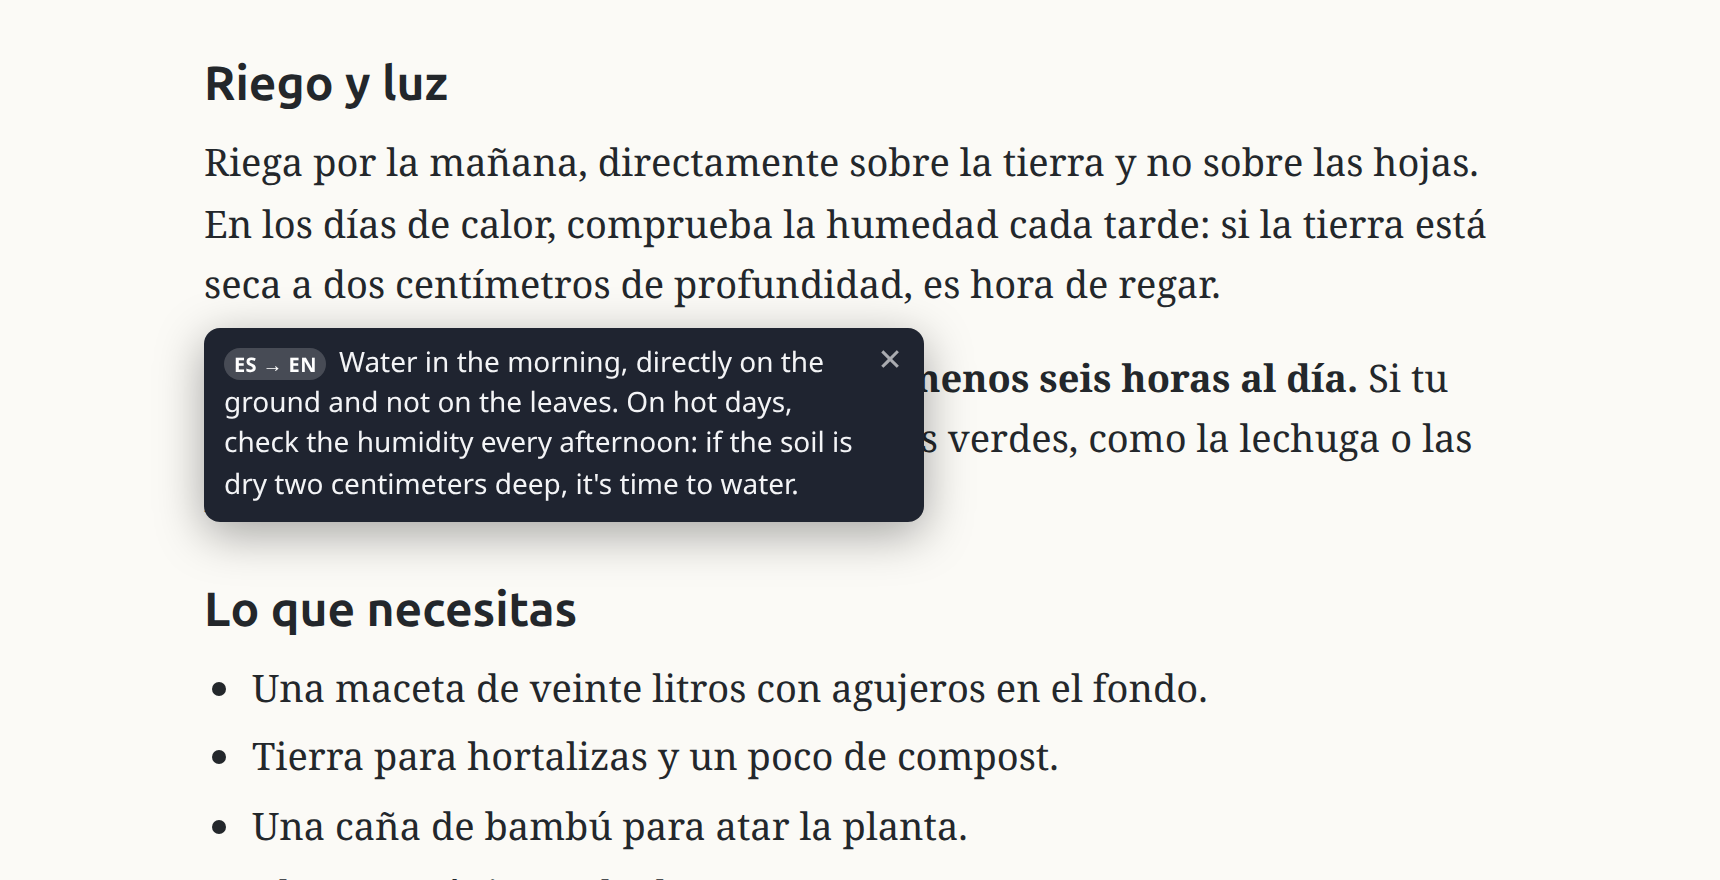 Riego y luz
Riega por la mañana, directamente sobre la tierra y no sobre las hojas.
En los días de calor, comprueba la humedad cada tarde: si la tierra está
seca a dos centímetros de profundidad, es hora de regar.
ES → EN Water in the morning, directly on the
ground and not on the leaves. On hot days,
check the humidity every afternoon: if the soil is
dry two centimeters deep, it's time to water.
seis horas al día. Si tu
verdes, como la lechuga o las
Lo que necesitas
Una maceta de veinte litros con agujeros en el fondo.
Tierra para hortalizas y un poco de compost.
Una caña de bambú para atar la planta.